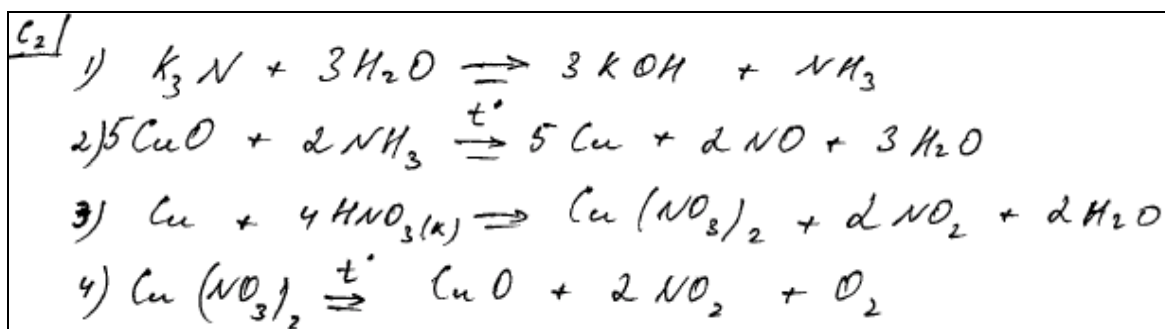 C₂
1) K₃N + 3H₂O ⇒ 3KOH + NH₃
2) 5CuO + 2NH₃ =t°⇒ 5Cu + 2NO + 3H₂O
3) Cu + 4HNO₃(к) ⇒ Cu(NO₃)₂ + 2NO₂ + 2H₂O
4) Cu(NO₃)₂ =t°⇒ CuO + 2NO₂ + O₂